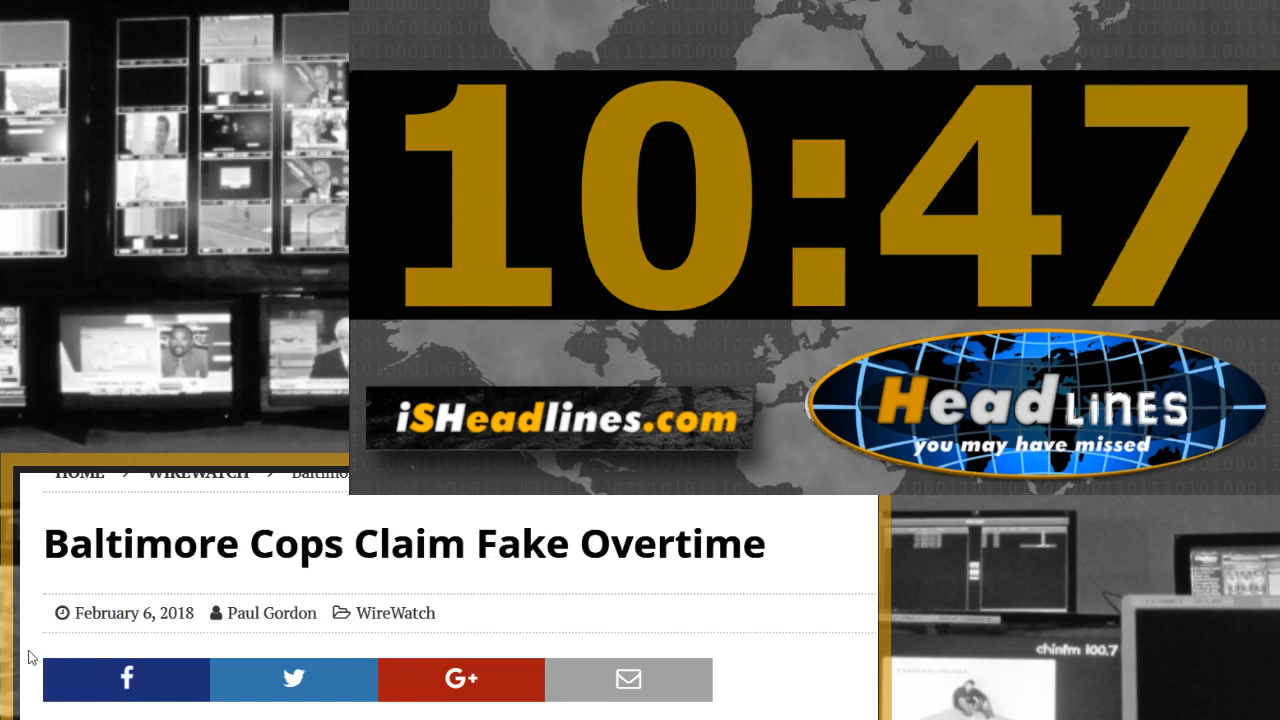 10:47
iSHeadlines.com
HeadLINES
you may have missed
HOME > WIREWATCH >
Baltimore Cops Claim Fake Overtime
February 6, 2018 Paul Gordon WireWatch
f G+
chinfm 100.7